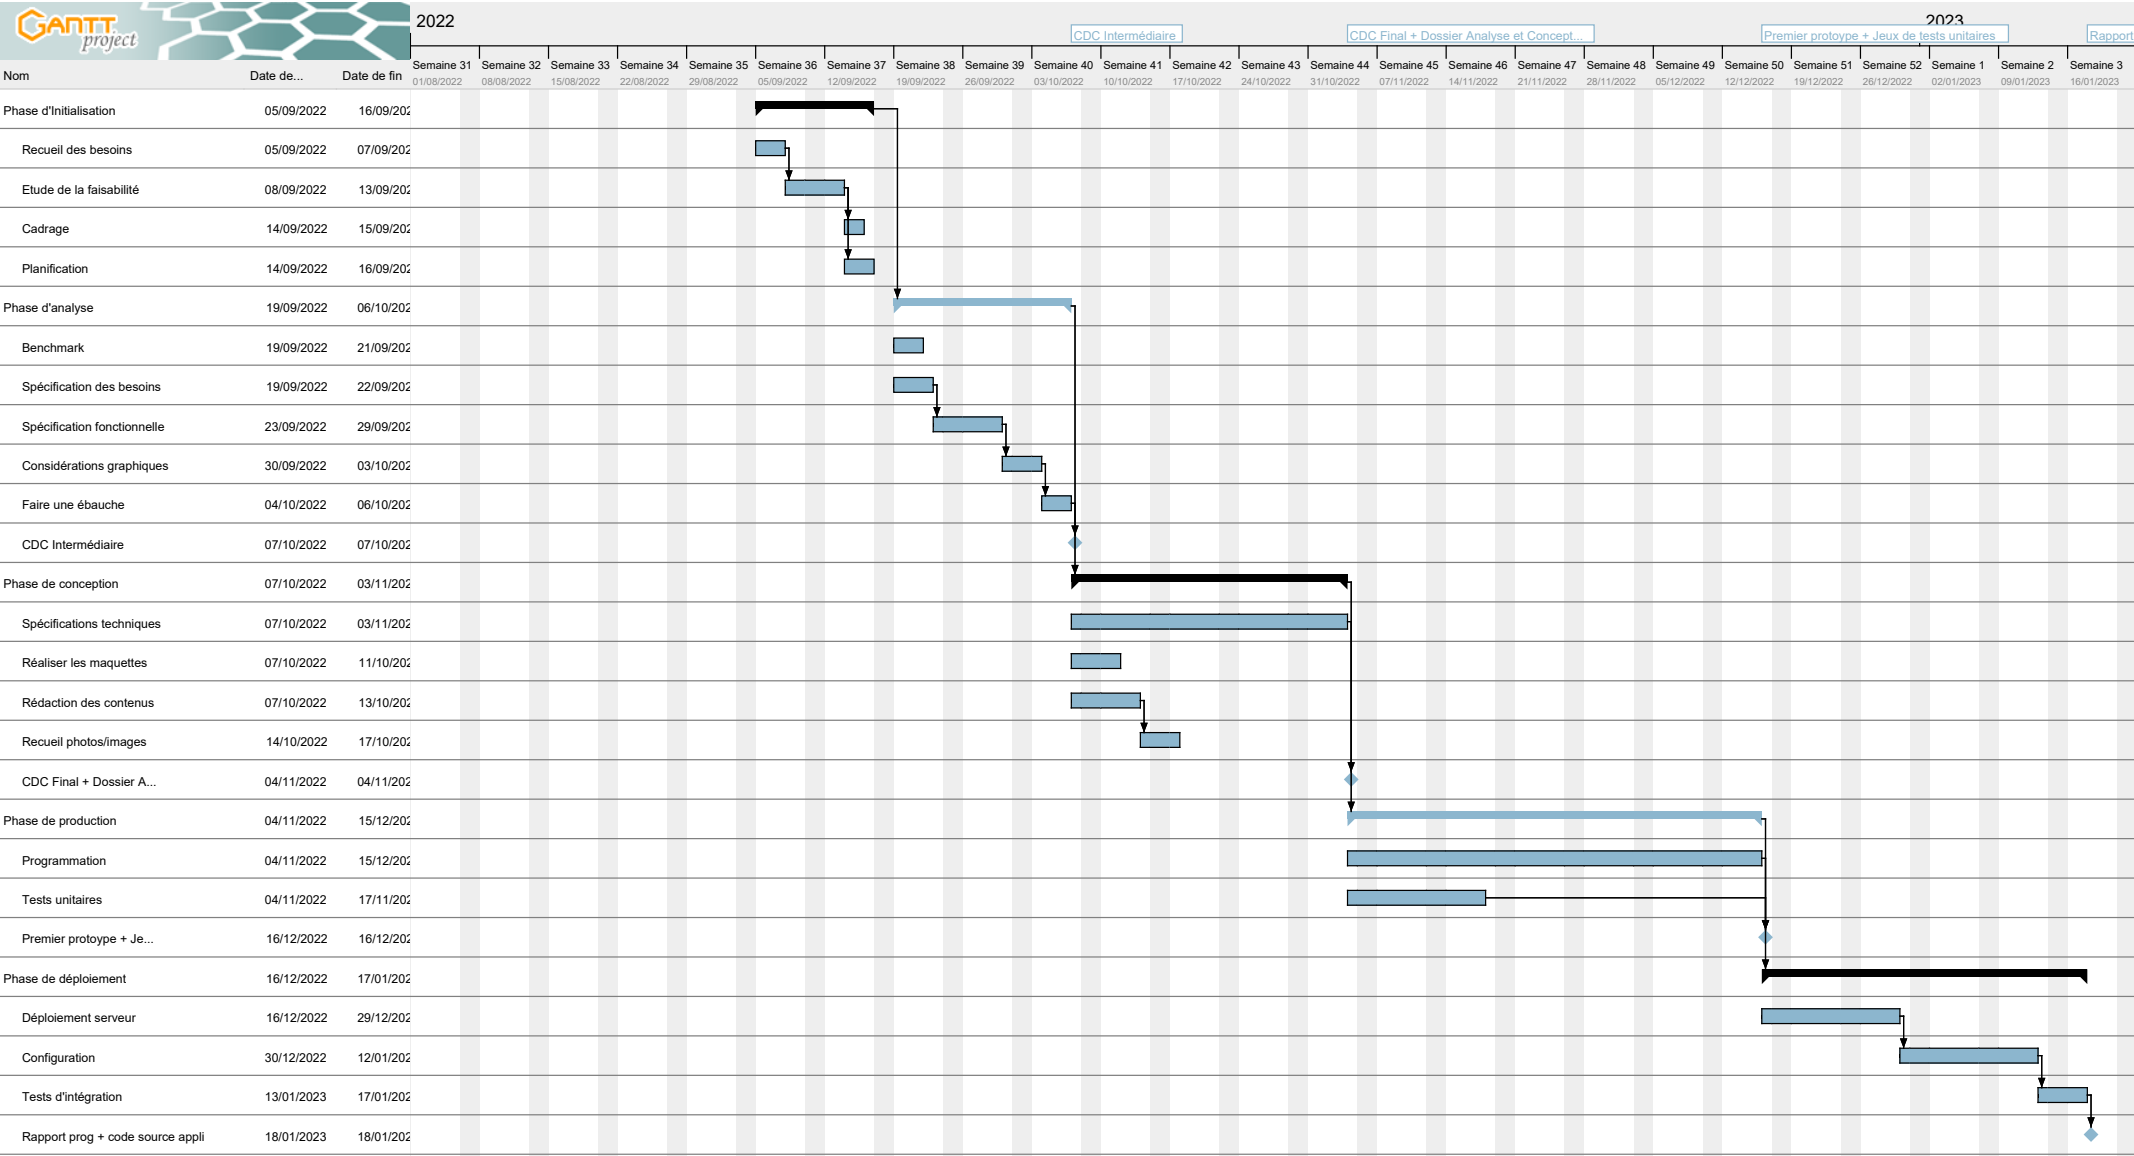 GANTT
project
2022
2023
CDC Intermédiaire
CDC Final + Dossier Analyse et Concept...
Premier protoype + Jeux de tests unitaires
Rapport
Nom Date de... Date de fin
Semaine 31 Semaine 32 Semaine 33 Semaine 34 Semaine 35 Semaine 36 Semaine 37 Semaine 38 Semaine 39 Semaine 40 Semaine 41 Semaine 42 Semaine 43 Semaine 44 Semaine 45 Semaine 46 Semaine 47 Semaine 48 Semaine 49 Semaine 50 Semaine 51 Semaine 52 Semaine 1 Semaine 2 Semaine 3
01/08/2022 08/08/2022 15/08/2022 22/08/2022 29/08/2022 05/09/2022 12/09/2022 19/09/2022 26/09/2022 03/10/2022 10/10/2022 17/10/2022 24/10/2022 31/10/2022 07/11/2022 14/11/2022 21/11/2022 28/11/2022 05/12/2022 12/12/2022 19/12/2022 26/12/2022 02/01/2023 09/01/2023 16/01/2023
Phase d'Initialisation 05/09/2022 16/09/202
Recueil des besoins 05/09/2022 07/09/202
Etude de la faisabilité 08/09/2022 13/09/202
Cadrage 14/09/2022 15/09/202
Planification 14/09/2022 16/09/202
Phase d'analyse 19/09/2022 06/10/202
Benchmark 19/09/2022 21/09/202
Spécification des besoins 19/09/2022 22/09/202
Spécification fonctionnelle 23/09/2022 29/09/202
Considérations graphiques 30/09/2022 03/10/202
Faire une ébauche 04/10/2022 06/10/202
CDC Intermédiaire 07/10/2022 07/10/202
Phase de conception 07/10/2022 03/11/202
Spécifications techniques 07/10/2022 03/11/202
Réaliser les maquettes 07/10/2022 11/10/202
Rédaction des contenus 07/10/2022 13/10/202
Recueil photos/images 14/10/2022 17/10/202
CDC Final + Dossier A... 04/11/2022 04/11/202
Phase de production 04/11/2022 15/12/202
Programmation 04/11/2022 15/12/202
Tests unitaires 04/11/2022 17/11/202
Premier protoype + Je... 16/12/2022 16/12/202
Phase de déploiement 16/12/2022 17/01/202
Déploiement serveur 16/12/2022 29/12/202
Configuration 30/12/2022 12/01/202
Tests d'intégration 13/01/2023 17/01/202
Rapport prog + code source appli 18/01/2023 18/01/202